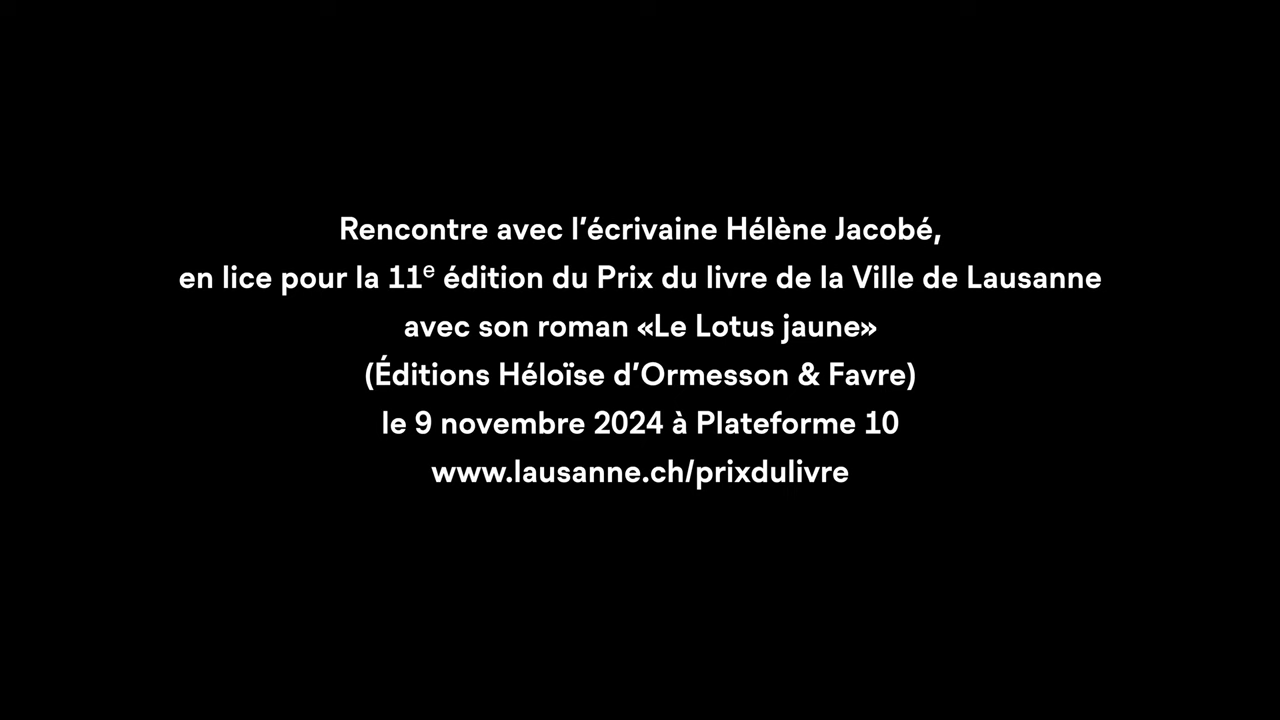 Rencontre avec l’écrivaine Hélène Jacobé,
en lice pour la 11e édition du Prix du livre de la Ville de Lausanne
avec son roman «Le Lotus jaune»
(Éditions Héloïse d’Ormesson & Favre)
le 9 novembre 2024 à Plateforme 10
www.lausanne.ch/prixdulivre